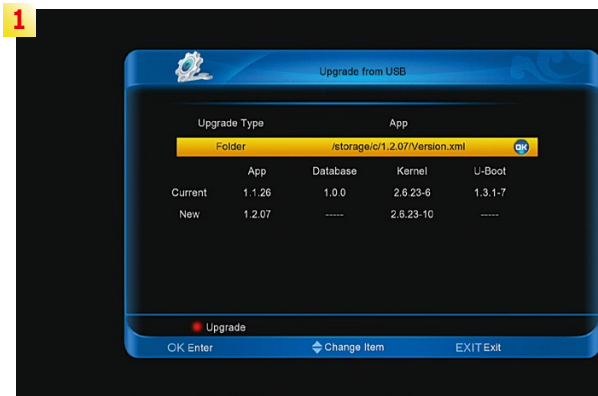 1
Upgrade from USB
Upgrade Type App
Folder /storage/c/1.2.07/Version.xml OK
App Database Kernel U-Boot
Current 1.1.26 1.0.0 2.6.23-6 1.3.1-7
New 1.2.07 ----- 2.6.23-10 -----
Upgrade
OK Enter Change Item EXIT Exit